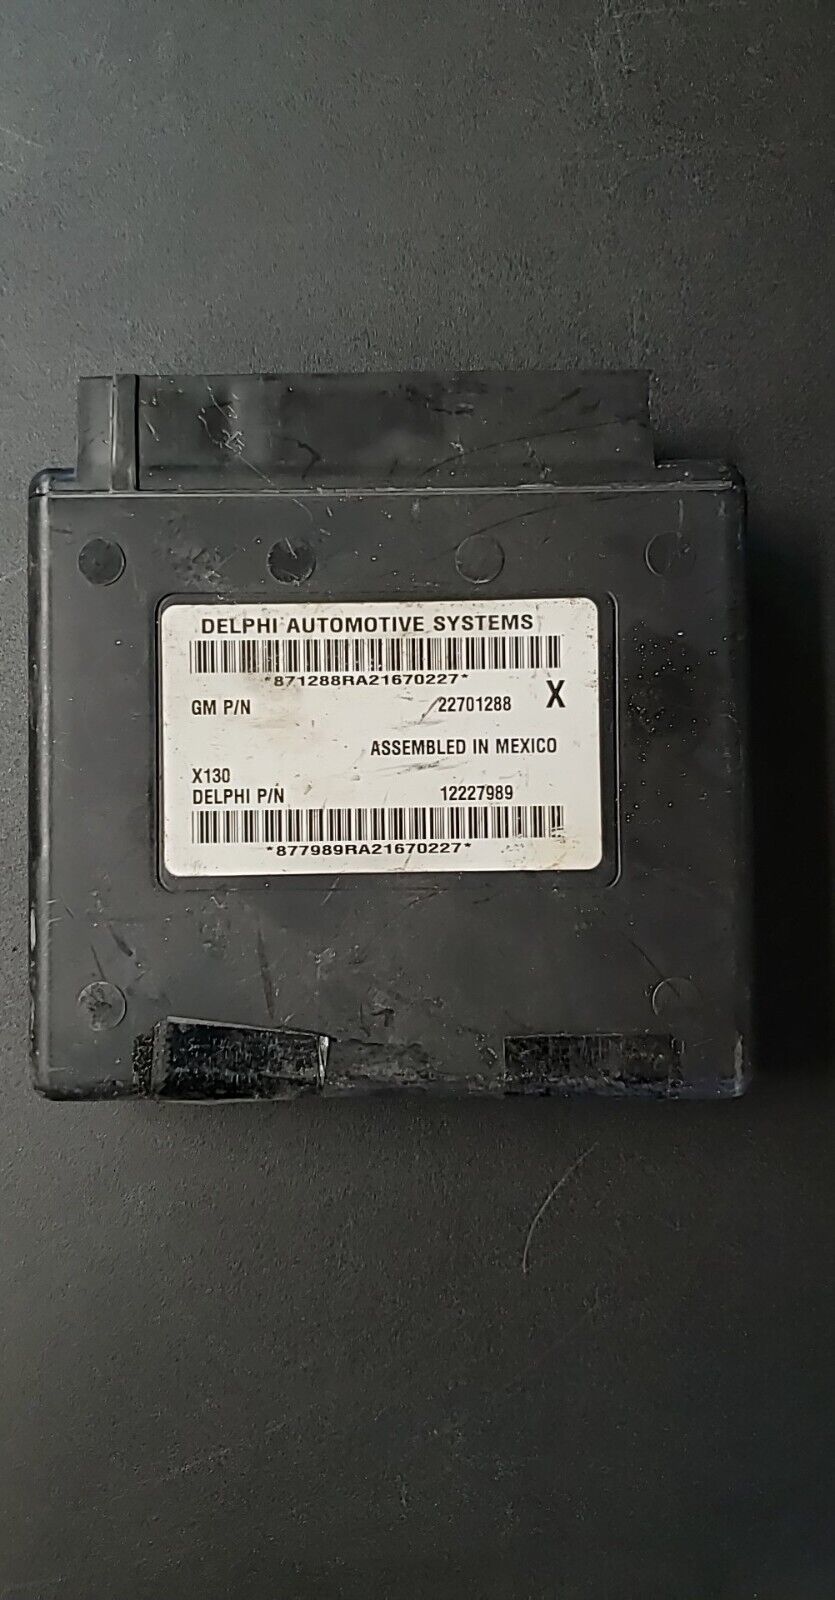 DELPHI AUTOMOTIVE SYSTEMS
*871288RA21670227*
GM P/N 22701288 X
ASSEMBLED IN MEXICO
X130
DELPHI P/N 12227989
*877989RA21670227*